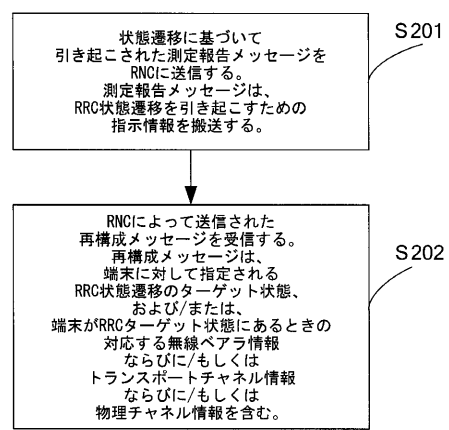 状態遷移に基づいて
引き起こされた測定報告メッセージを
RNCに送信する。
測定報告メッセージは、
RRC状態遷移を引き起こすための
指示情報を搬送する。
S201
RNCによって送信された
再構成メッセージを受信する。
再構成メッセージは、
端末に対して指定される
RRC状態遷移のターゲット状態、
および/または、
端末がRRCターゲット状態にあるときの
対応する無線ベアラ情報
ならびに/もしくは
トランスポートチャネル情報
ならびに/もしくは
物理チャネル情報を含む。
S202